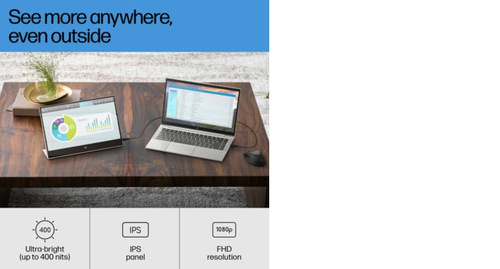 See more anywhere,
even outside
400
Ultra-bright
(up to 400 nits)
IPS
IPS
panel
1080p
FHD
resolution